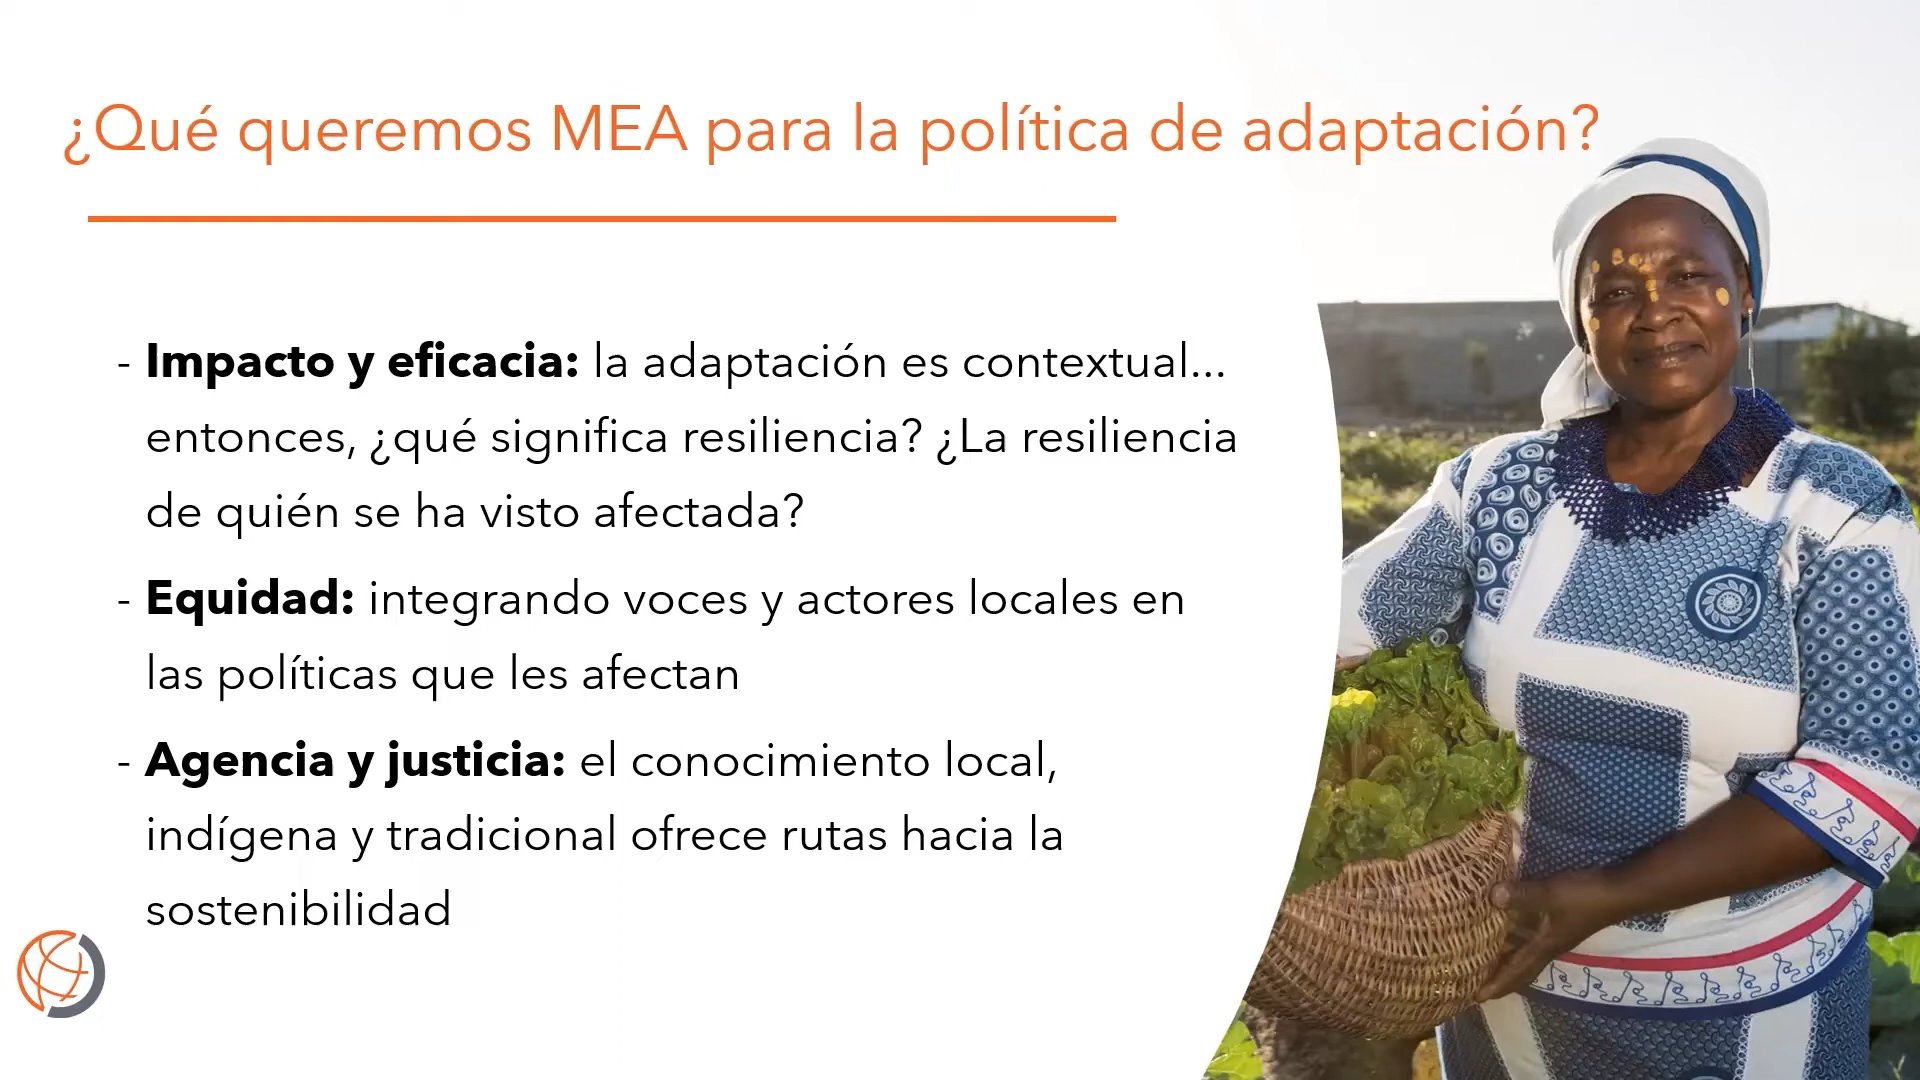 ¿Qué queremos MEA para la política de adaptación?
- Impacto y eficacia: la adaptación es contextual...
entonces, ¿qué significa resiliencia? ¿La resiliencia
de quién se ha visto afectada?
- Equidad: integrando voces y actores locales en
las políticas que les afectan
- Agencia y justicia: el conocimiento local,
indígena y tradicional ofrece rutas hacia la
sostenibilidad